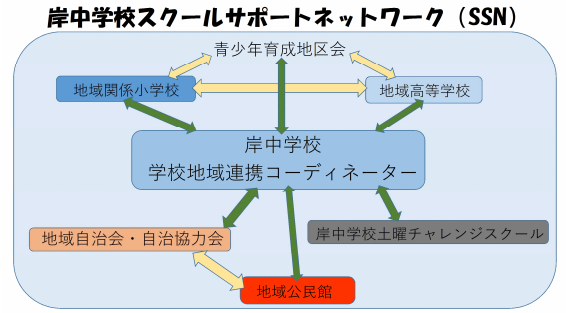 岸中学校スクールサポートネットワーク（SSN）
青少年育成地区会
地域関係小学校
地域高等学校
岸中学校
学校地域連携コーディネーター
地域自治会・自治協力会
岸中学校土曜チャレンジスクール
地域公民館